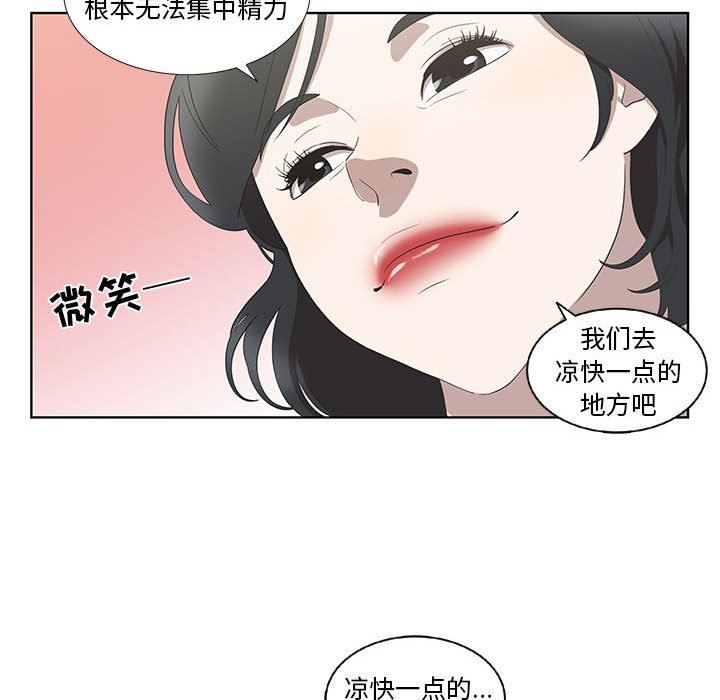 根本无法集中精力
微笑一
我们去
凉快一点的
地方吧
凉快一点的...